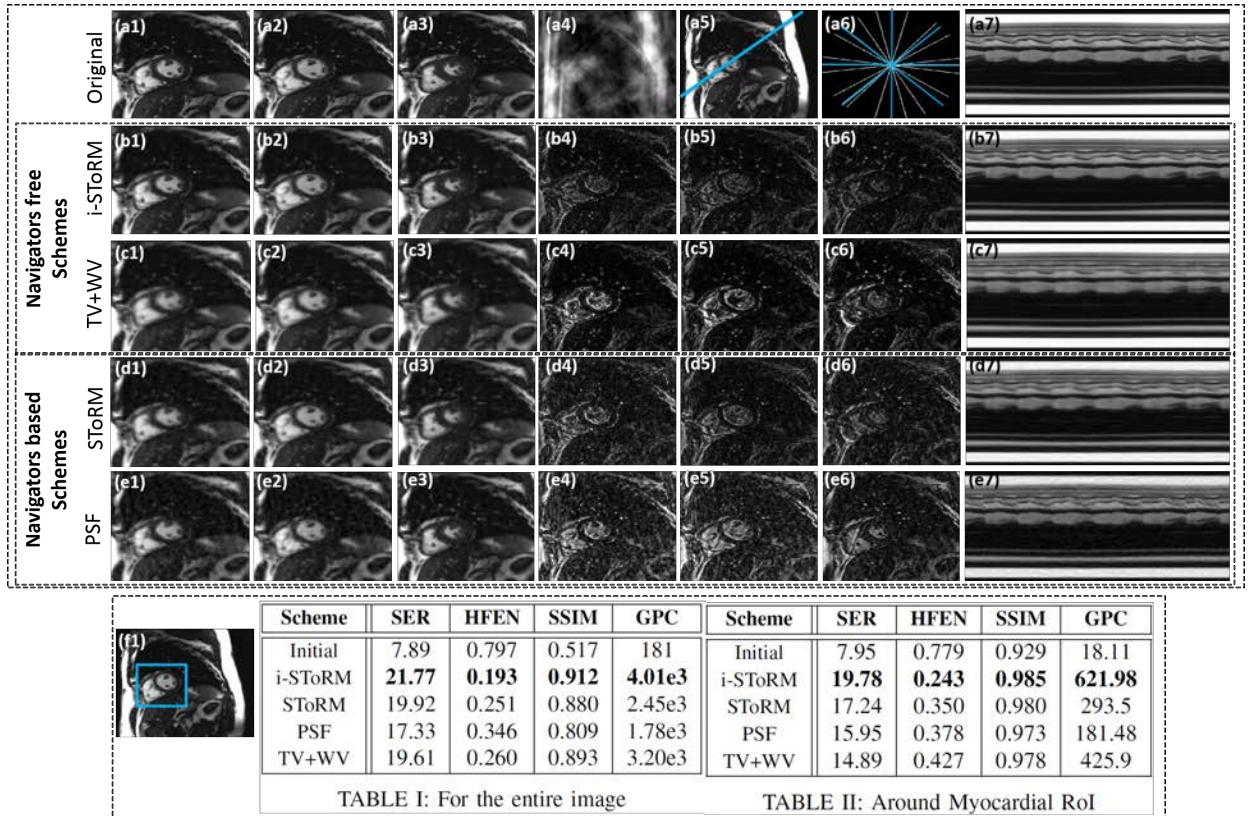 Original
(a1) (a2) (a3) (a4) (a5) (a6) (a7)
Navigators free
Schemes
i-SToRM
(b1) (b2) (b3) (b4) (b5) (b6) (b7)
TV+WV
(c1) (c2) (c3) (c4) (c5) (c6) (c7)
Navigators based
Schemes
SToRM
(d1) (d2) (d3) (d4) (d5) (d6) (d7)
PSF
(e1) (e2) (e3) (e4) (e5) (e6) (e7)
(f1)
Scheme SER HFEN SSIM GPC
Initial 7.89 0.797 0.517 181
i-SToRM 21.77 0.193 0.912 4.01e3
SToRM 19.92 0.251 0.880 2.45e3
PSF 17.33 0.346 0.809 1.78e3
TV+WV 19.61 0.260 0.893 3.20e3
TABLE I: For the entire image
Scheme SER HFEN SSIM GPC
Initial 7.95 0.779 0.929 18.11
i-SToRM 19.78 0.243 0.985 621.98
SToRM 17.24 0.350 0.980 293.5
PSF 15.95 0.378 0.973 181.48
TV+WV 14.89 0.427 0.978 425.9
TABLE II: Around Myocardial RoI